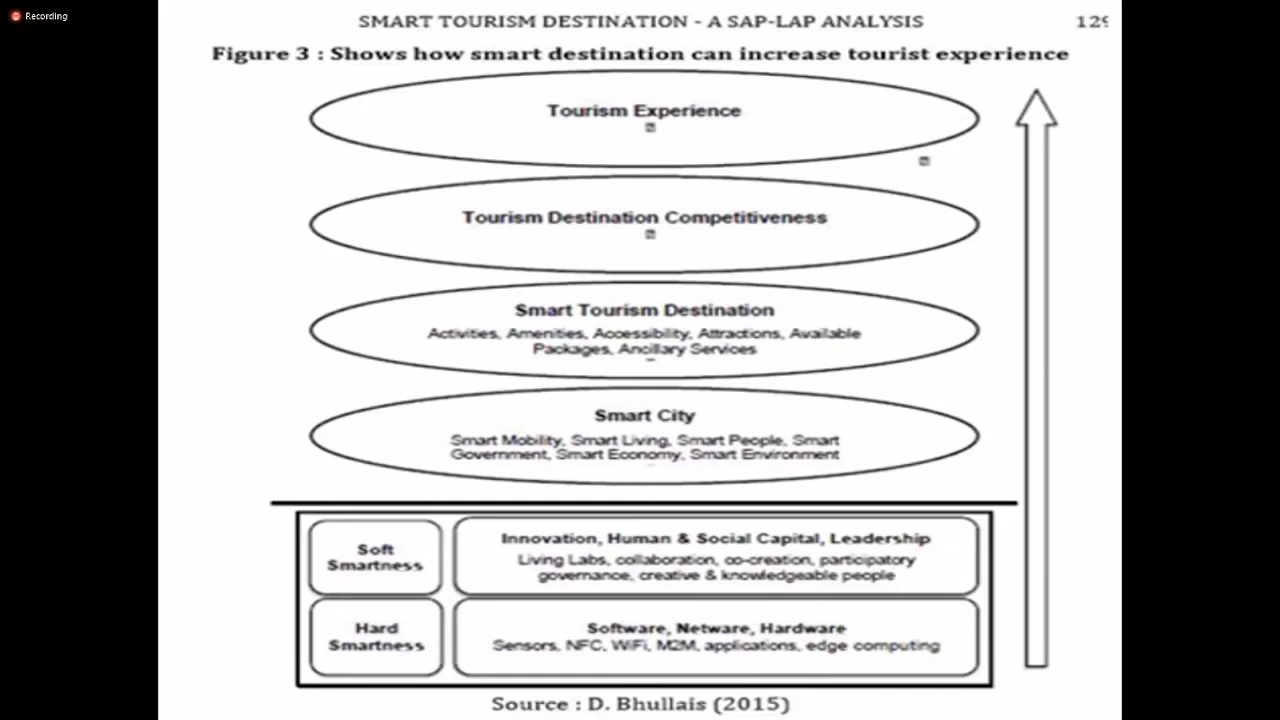 Recording
SMART TOURISM DESTINATION - A SAP-LAP ANALYSIS 129
Figure 3 : Shows how smart destination can increase tourist experience
Tourism Experience
Tourism Destination Competitiveness
Smart Tourism Destination
Activities, Amenities, Accessibility, Attractions, Available
Packages, Ancillary Services
Smart City
Smart Mobility, Smart Living, Smart People, Smart
Government, Smart Economy, Smart Environment
Soft
Smartness
Innovation, Human & Social Capital, Leadership
Living Labs, collaboration, co-creation, participatory
governance, creative & knowledgeable people
Hard
Smartness
Software, Netware, Hardware
Sensors, NFC, WiFi, M2M, applications, edge computing
Source : D. Bhullais (2015)